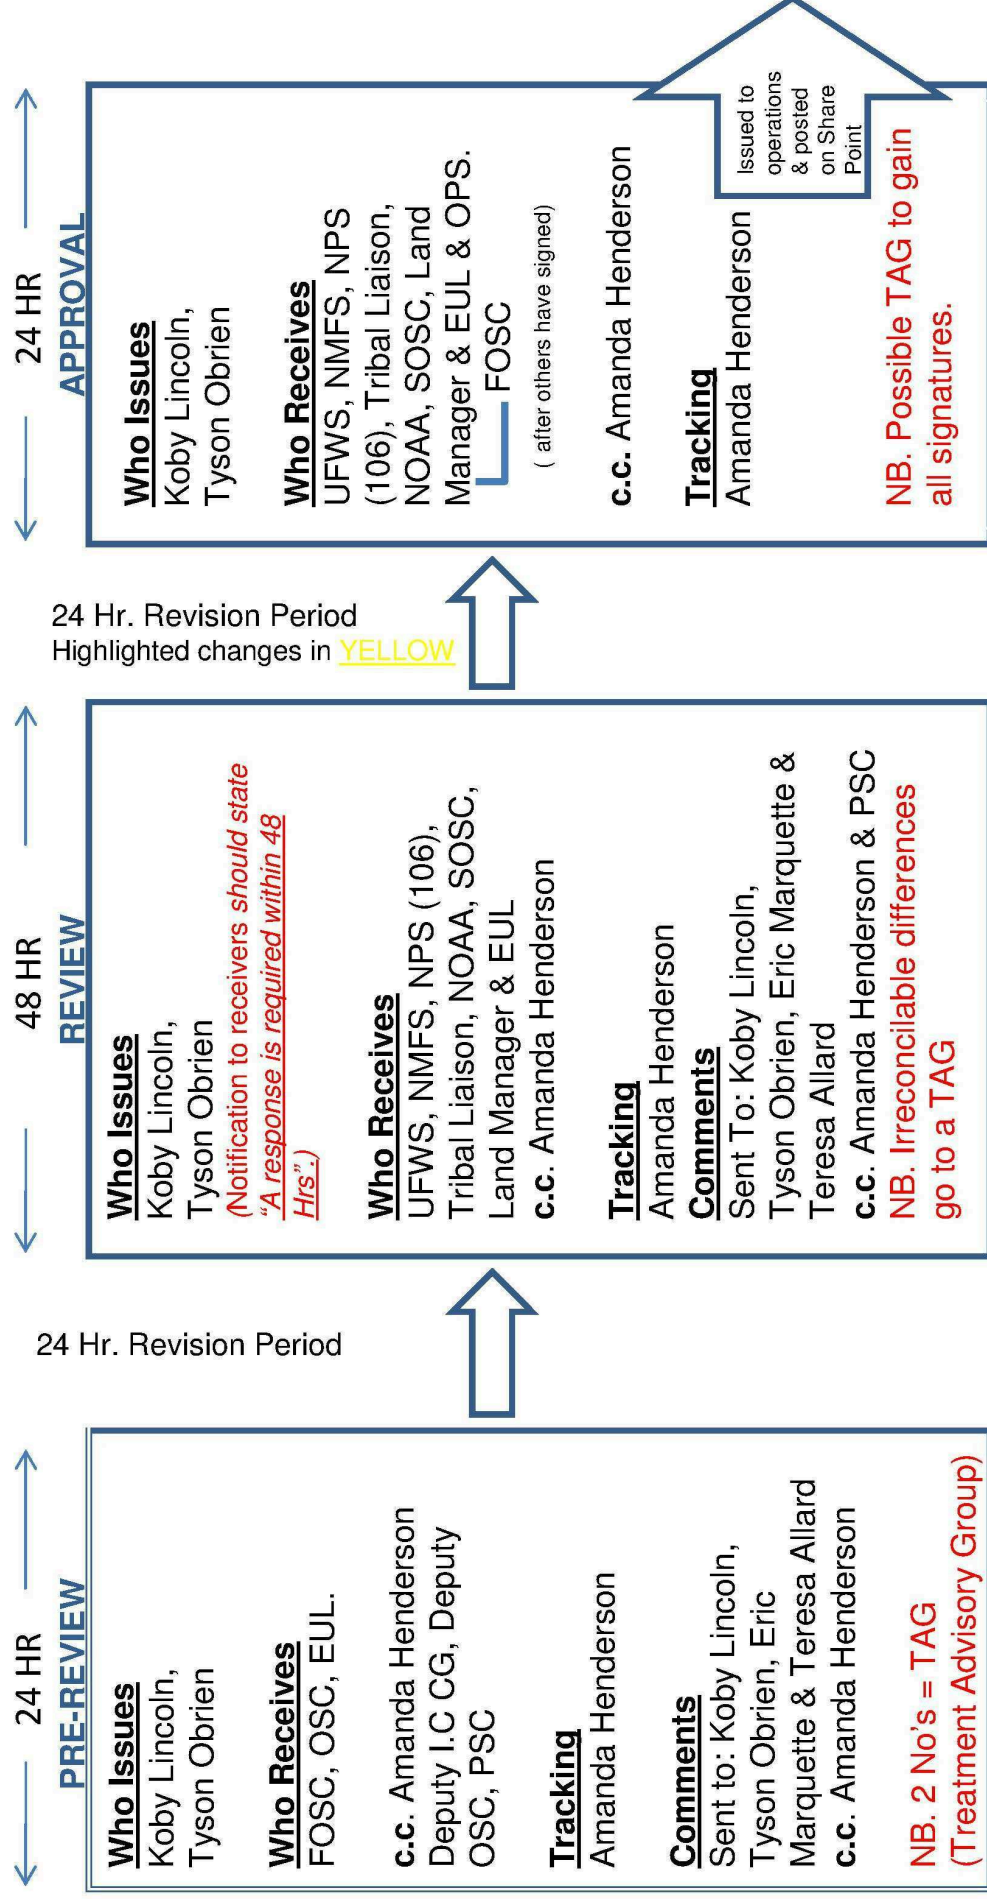 24 HR
PRE-REVIEW
Who Issues
Koby Lincoln,
Tyson Obrien
Who Receives
FOSC, OSC, EUL.
c.c. Amanda Henderson
Deputy I.C CG, Deputy
OSC, PSC
Tracking
Amanda Henderson
Comments
Sent to: Koby Lincoln,
Tyson Obrien, Eric
Marquette & Teresa Allard
c.c. Amanda Henderson
NB. 2 No's = TAG
(Treatment Advisory Group)
24 Hr. Revision Period
48 HR
REVIEW
Who Issues
Koby Lincoln,
Tyson Obrien
(Notification to receivers should state
“A response is required within 48
Hrs”.)
Who Receives
UFWS, NMFS, NPS (106),
Tribal Liaison, NOAA, SOSC,
Land Manager & EUL
c.c. Amanda Henderson
Tracking
Amanda Henderson
Comments
Sent To: Koby Lincoln,
Tyson Obrien, Eric Marquette &
Teresa Allard
c.c. Amanda Henderson & PSC
NB. Irreconcilable differences
go to a TAG
24 Hr. Revision Period
Highlighted changes in YELLOW
24 HR
APPROVAL
Who Issues
Koby Lincoln,
Tyson Obrien
Who Receives
UFWS, NMFS, NPS
(106), Tribal Liaison,
NOAA, SOSC, Land
Manager & EUL & OPS.
FOSC
( after others have signed)
c.c. Amanda Henderson
Tracking
Amanda Henderson
NB. Possible TAG to gain
all signatures.
Issued to
operations
& posted
on Share
Point